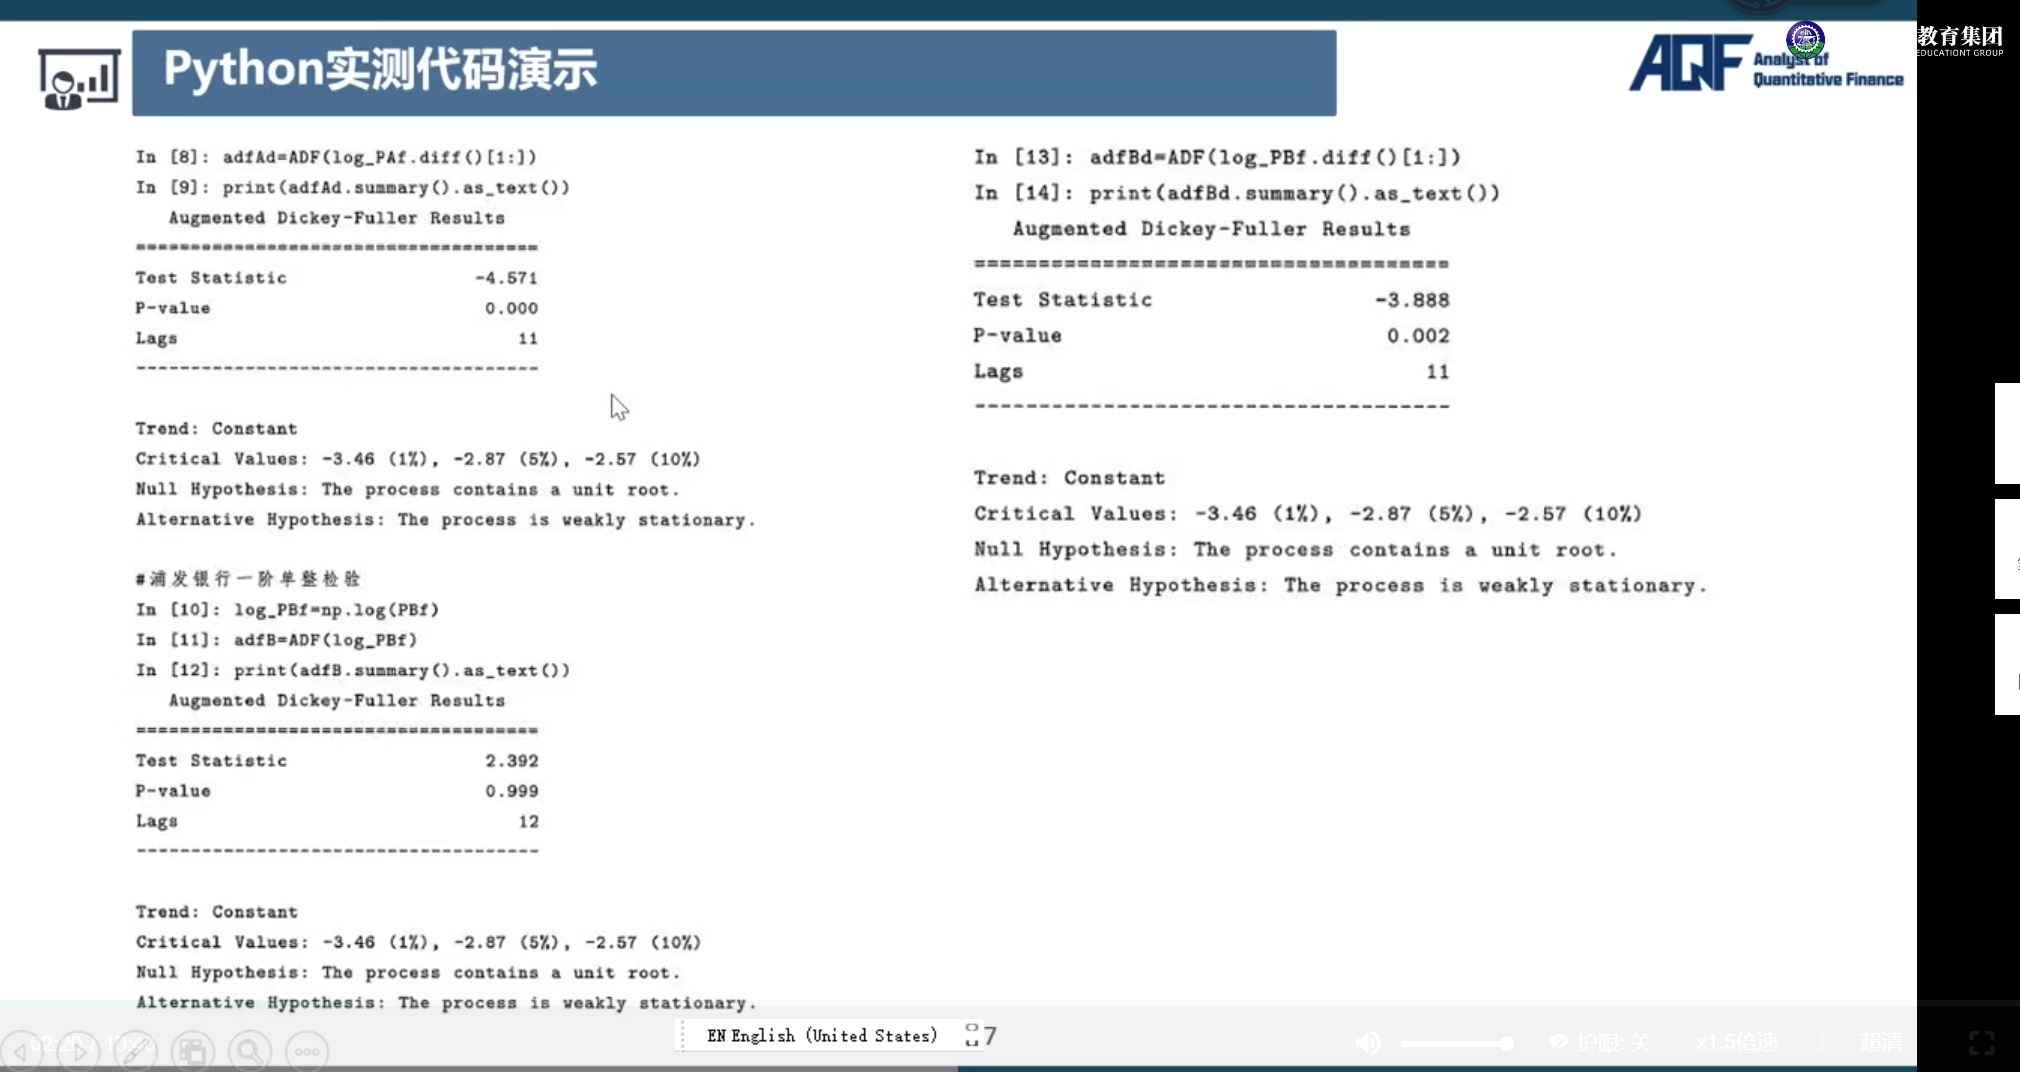 Python实测代码演示
AQF Analyst of
Quantitative Finance
教育集团
EDUCATIONT GROUP
In [8]: adfAd=ADF(log_PAf.diff()[1:])
In [9]: print(adfAd.summary().as_text())
Augmented Dickey-Fuller Results
=====================================
Test Statistic -4.571
P-value 0.000
Lags 11
-------------------------------------
Trend: Constant
Critical Values: -3.46 (1%), -2.87 (5%), -2.57 (10%)
Null Hypothesis: The process contains a unit root.
Alternative Hypothesis: The process is weakly stationary.
#浦发银行一阶单整检验
In [10]: log_PBf=np.log(PBf)
In [11]: adfB=ADF(log_PBf)
In [12]: print(adfB.summary().as_text())
Augmented Dickey-Fuller Results
=====================================
Test Statistic 2.392
P-value 0.999
Lags 12
-------------------------------------
Trend: Constant
Critical Values: -3.46 (1%), -2.87 (5%), -2.57 (10%)
Null Hypothesis: The process contains a unit root.
Alternative Hypothesis: The process is weakly stationary.
In [13]: adfBd=ADF(log_PBf.diff()[1:])
In [14]: print(adfBd.summary().as_text())
Augmented Dickey-Fuller Results
=====================================
Test Statistic -3.888
P-value 0.002
Lags 11
-------------------------------------
Trend: Constant
Critical Values: -3.46 (1%), -2.87 (5%), -2.57 (10%)
Null Hypothesis: The process contains a unit root.
Alternative Hypothesis: The process is weakly stationary.
EN English (United States)
7
护眼: 关
x1.5倍速
超清